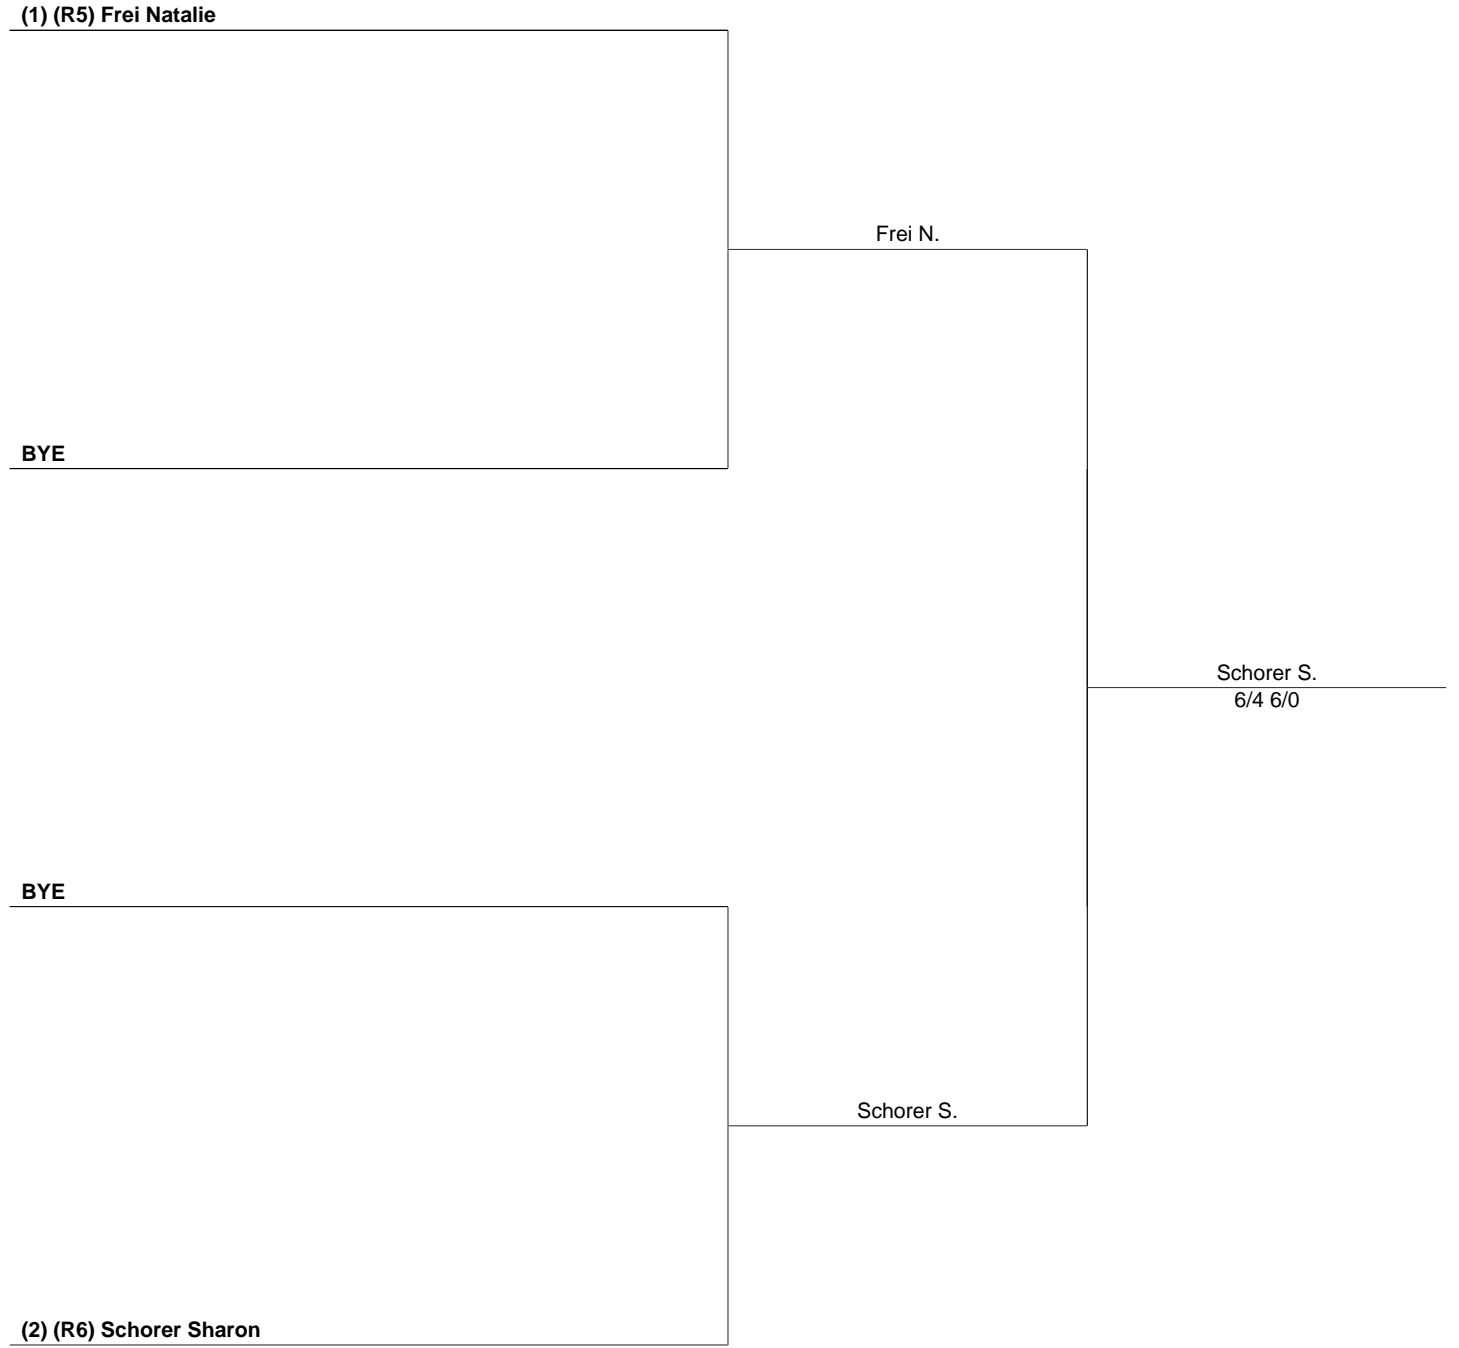 (1) (R5) Frei Natalie
Frei N.
BYE
Schorer S.
6/4 6/0
BYE
Schorer S.
(2) (R6) Schorer Sharon